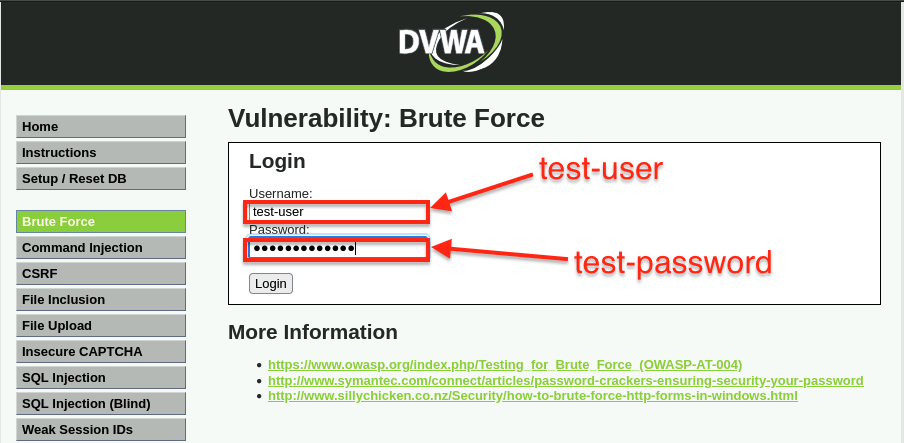 DVWA
Vulnerability: Brute Force
Home
Instructions
Setup / Reset DB
Brute Force
Command Injection
CSRF
File Inclusion
File Upload
Insecure CAPTCHA
SQL Injection
SQL Injection (Blind)
Weak Session IDs
Login
Username:
test-user
test-user
Password:
●●●●●●●●●●●●●
test-password
Login
More Information
https://www.owasp.org/index.php/Testing_for_Brute_Force_(OWASP-AT-004)
http://www.symantec.com/connect/articles/password-crackers-ensuring-security-your-password
http://www.sillychicken.co.nz/Security/how-to-brute-force-http-forms-in-windows.html